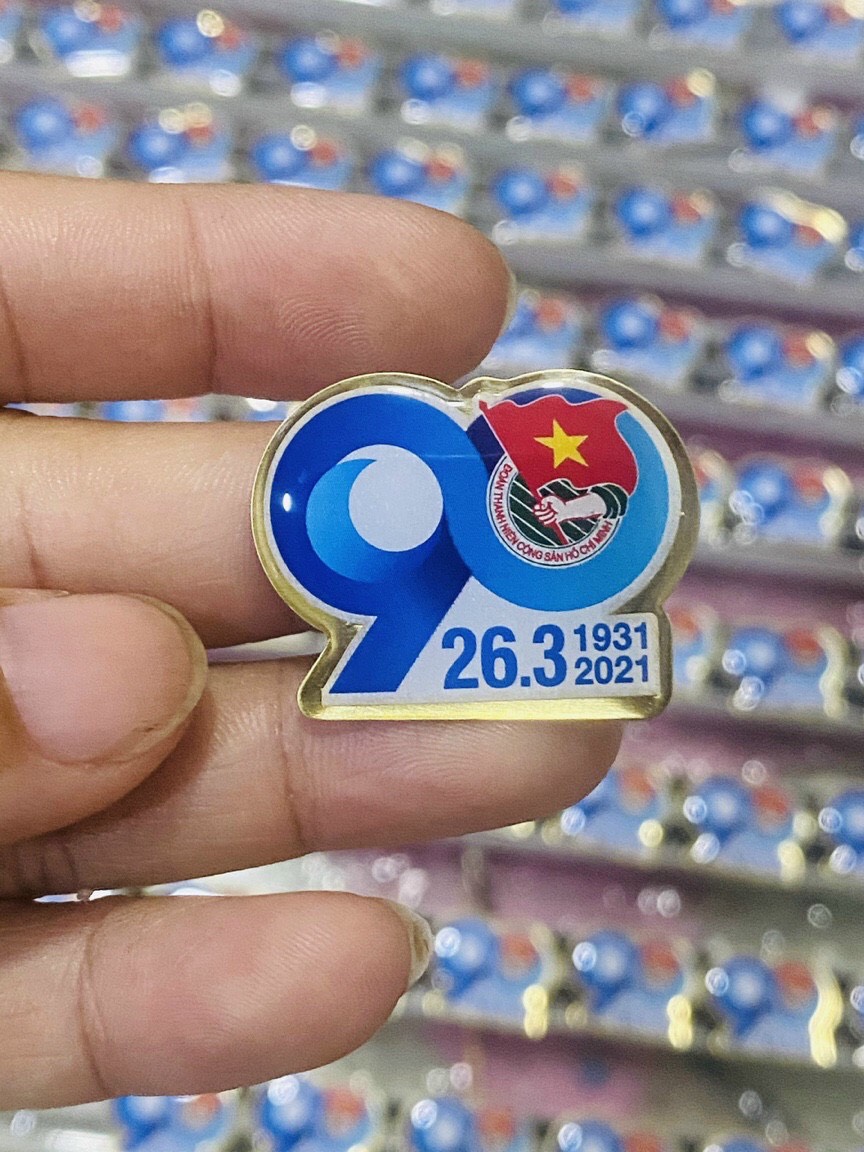 90
ĐOÀN THANH NIÊN CỘNG SẢN HỒ CHÍ MINH
26.3
1931
2021